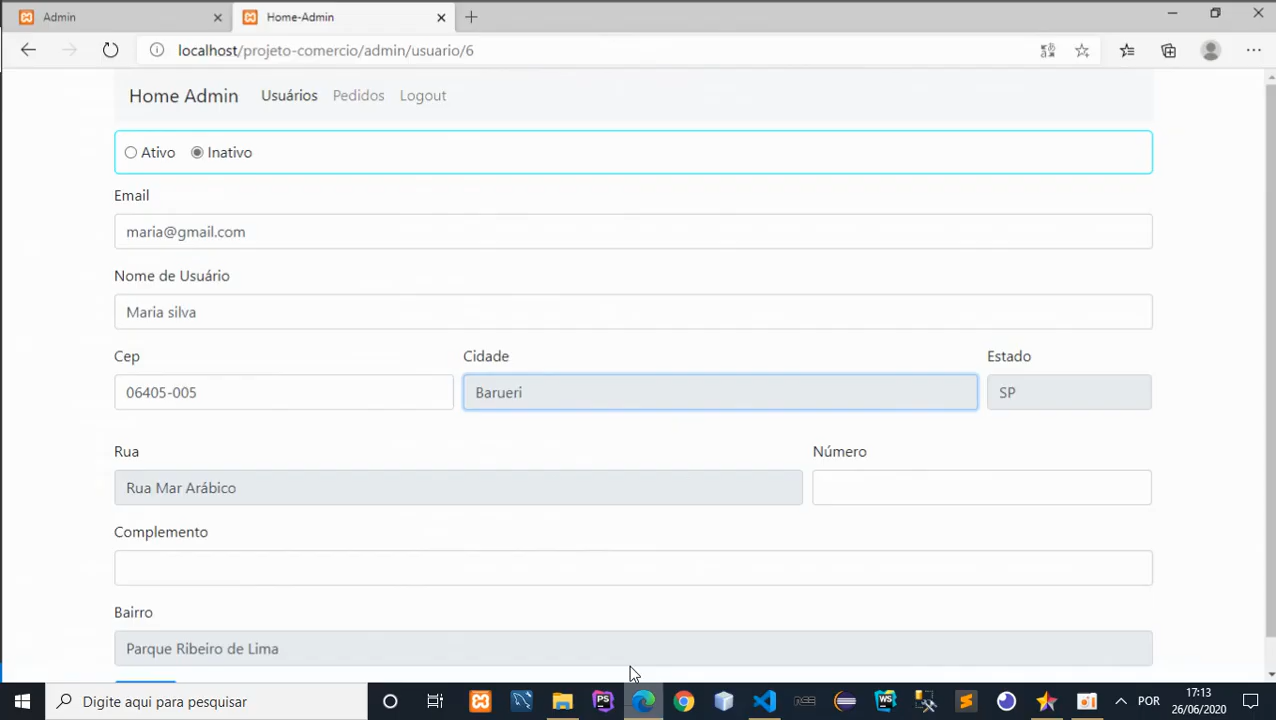 Admin
Home-Admin
localhost/projeto-comercio/admin/usuario/6
Home Admin Usuários Pedidos Logout
Ativo Inativo
Email
maria@gmail.com
Nome de Usuário
Maria silva
Cep Cidade Estado
06405-005 Barueri SP
Rua Número
Rua Mar Arábico
Complemento
Bairro
Parque Ribeiro de Lima
Digite aqui para pesquisar
PS
WS
POR
17:13
26/06/2020